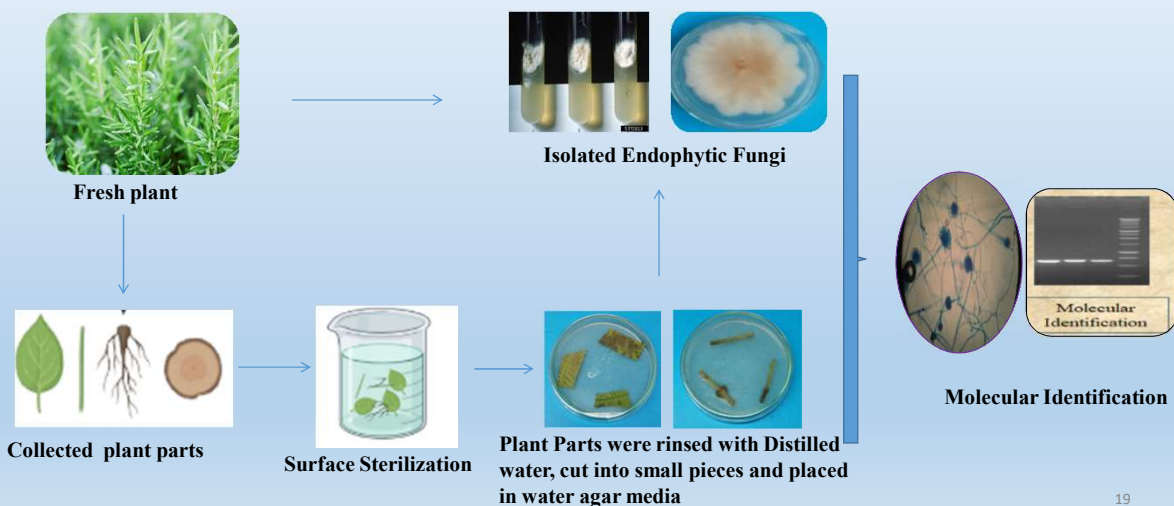 Fresh plant
Isolated Endophytic Fungi
Molecular
Identification
Molecular Identification
Collected plant parts
Surface Sterilization
Plant Parts were rinsed with Distilled
water, cut into small pieces and placed
in water agar media
19